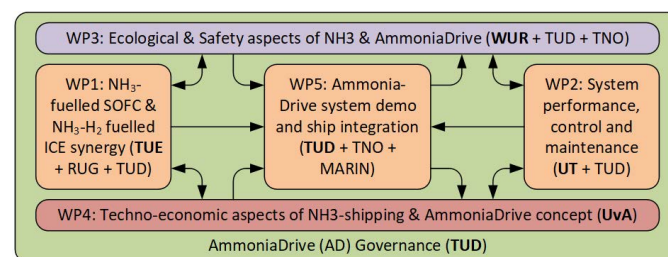 WP3: Ecological & Safety aspects of NH3 & AmmoniaDrive (WUR + TUD + TNO)
WP1: NH₃-
fuelled SOFC &
NH₃-H₂ fuelled
ICE synergy (TUE
+ RUG + TUD)
WP5: Ammonia-
Drive system demo
and ship integration
(TUD + TNO +
MARIN)
WP2: System
performance,
control and
maintenance
(UT + TUD)
WP4: Techno-economic aspects of NH3-shipping & AmmoniaDrive concept (UvA)
AmmoniaDrive (AD) Governance (TUD)